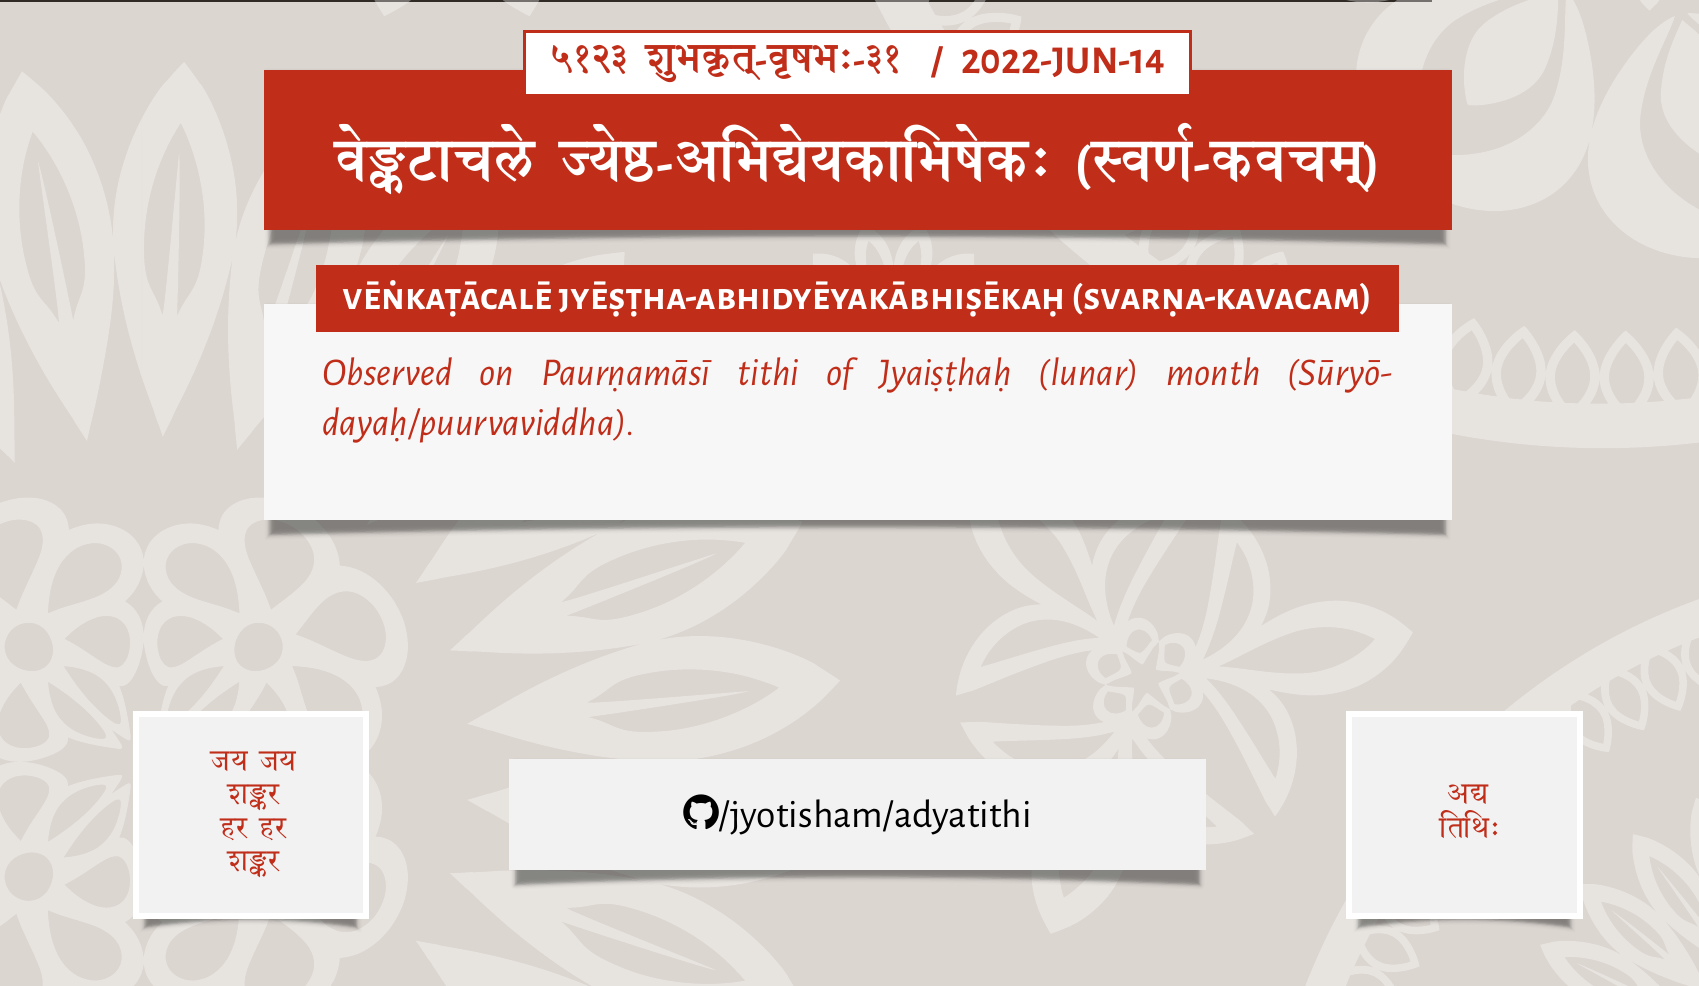 ५१२३ शुभकृत्-वृषभः-३१ / 2022-JUN-14
वेङ्कटाचले ज्येष्ठ-अभिद्येयकाभिषेकः (स्वर्ण-कवचम्)
VĒṄKAṬĀCALĒ JYĒṢṬHA-ABHIDYĒYAKĀBHIṢĒKAḤ (SVARṆA-KAVACAM)
Observed on Paurṇamāsī tithi of Jyaiṣṭhaḥ (lunar) month (Sūryō-
dayaḥ/puurvaviddha).
जय जय
शङ्कर
हर हर
शङ्कर
/jyotisham/adyatithi
अद्य
तिथिः